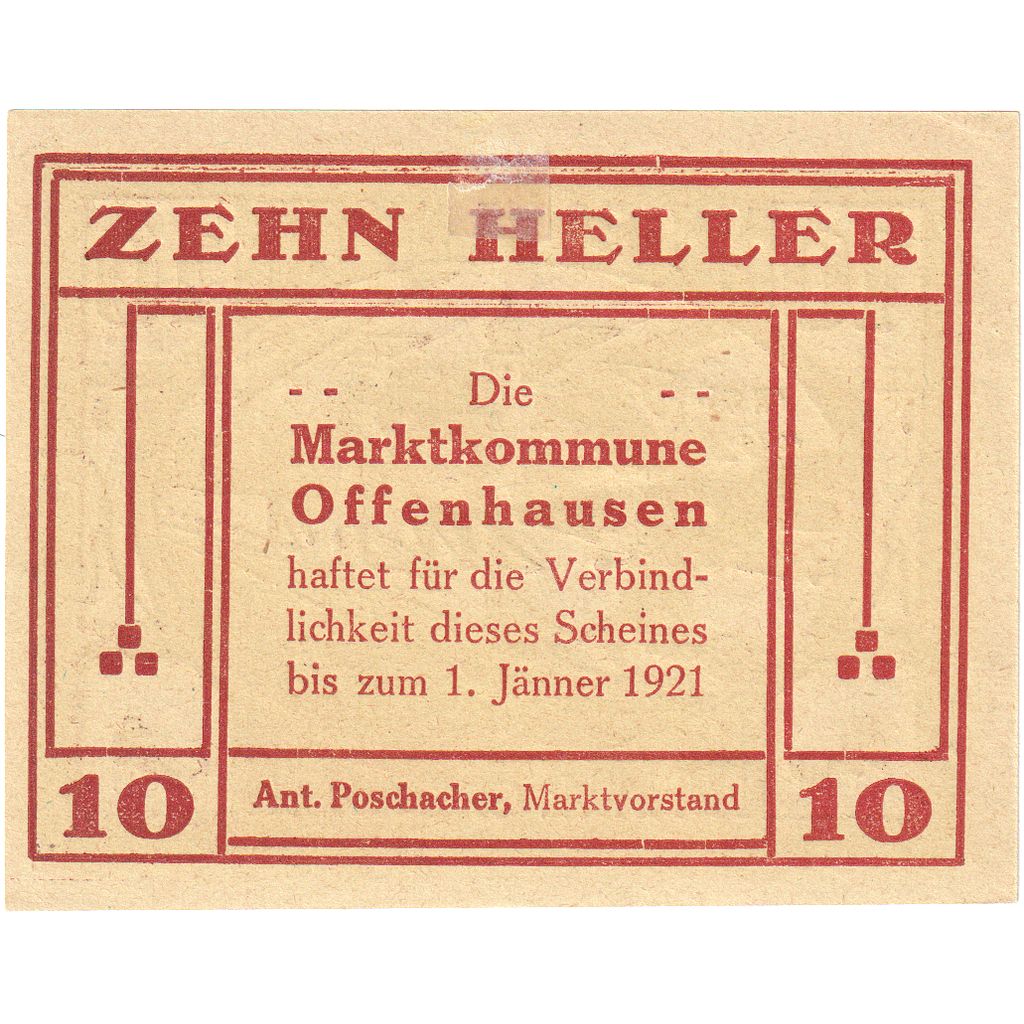 ZEHN HELLER
- - Die - -
Marktkommune
Offenhausen
haftet für die Verbind-
lichkeit dieses Scheines
bis zum 1. Jänner 1921
10 Ant. Poschacher, Marktvorstand 10